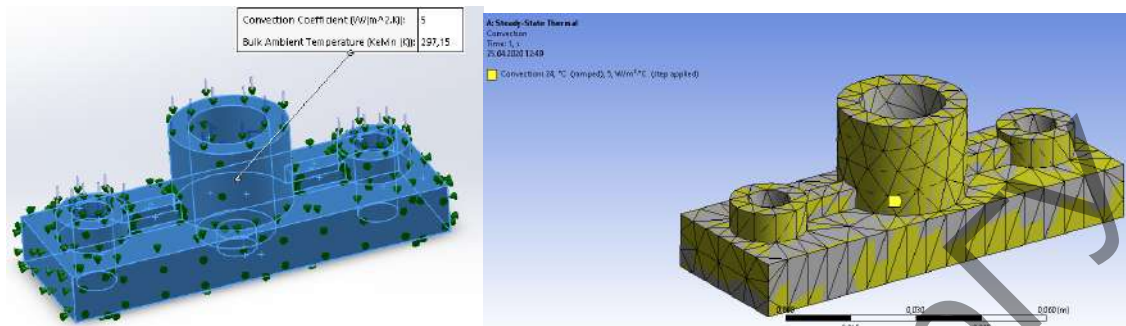 Convection Coefficient (W/m^2.K): 5
Bulk Ambient Temperature (Kelvin (K)): 297,15
A: Steady-State Thermal
Convection
Time: 1, s
25.04.2020 12:49
Convection: 24, °C (ramped), 5, W/m²·°C (step applied)
0,000 0,030 0,060 (m)